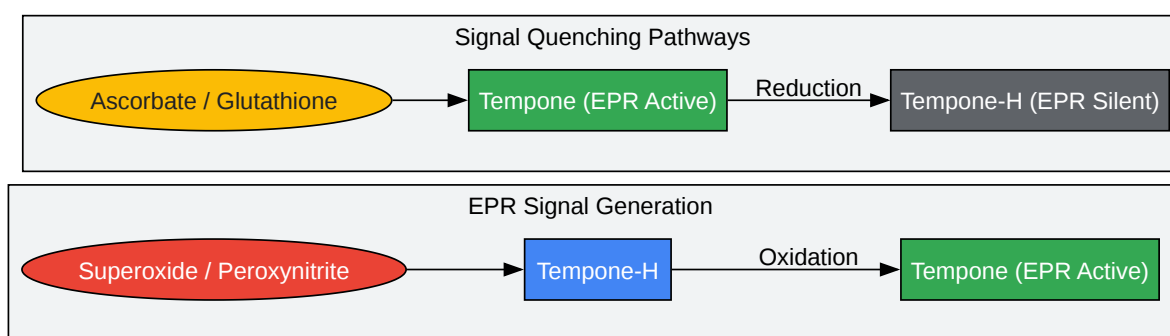 Signal Quenching Pathways
Ascorbate / Glutathione
Tempone (EPR Active)
Reduction
Tempone-H (EPR Silent)
EPR Signal Generation
Superoxide / Peroxynitrite
Tempone-H
Oxidation
Tempone (EPR Active)